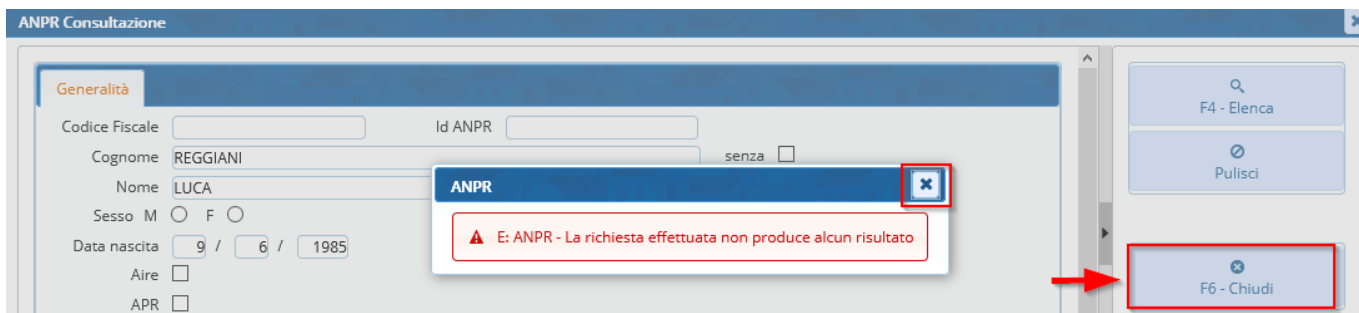 ANPR Consultazione
Generalità
Codice Fiscale
Id ANPR
Cognome REGGIANI
senza
Nome LUCA
Sesso M F
Data nascita 9 / 6 / 1985
Aire
APR
ANPR
E: ANPR - La richiesta effettuata non produce alcun risultato
F4 - Elenca
Pulisci
F6 - Chiudi